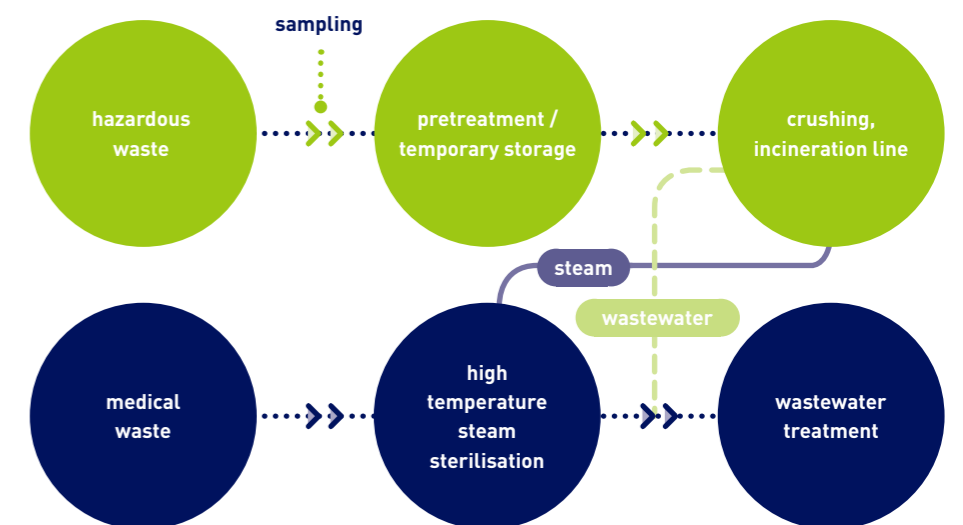 sampling
hazardous
waste
pretreatment /
temporary storage
crushing,
incineration line
steam
wastewater
medical
waste
high
temperature
steam
sterilisation
wastewater
treatment